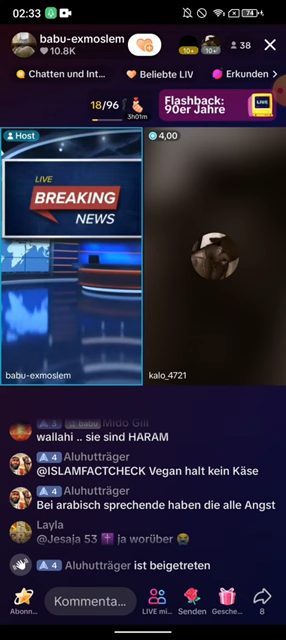 02:33
74
babu-exmoslem
10.8K
10+
10+
38
Chatten und Int...
Beliebte LIV
Erkunden
18/96
3h01m
Flashback:
90er Jahre
LIVE
Host
4,00
LIVE
BREAKING
NEWS
babu-exmoslem
kalo_4721
3 babu Mido Gill
wallahi .. sie sind HARAM
4 Aluhutträger
@ISLAMFACTCHECK Vegan halt kein Käse
4 Aluhutträger
Bei arabisch sprechende haben die alle Angst
Layla
@Jesaja 53 ✝️ ja worüber 😭
4 Aluhutträger ist beigetreten
Abonn...
Kommenta...
LIVE mi...
Senden
Gesche...
8